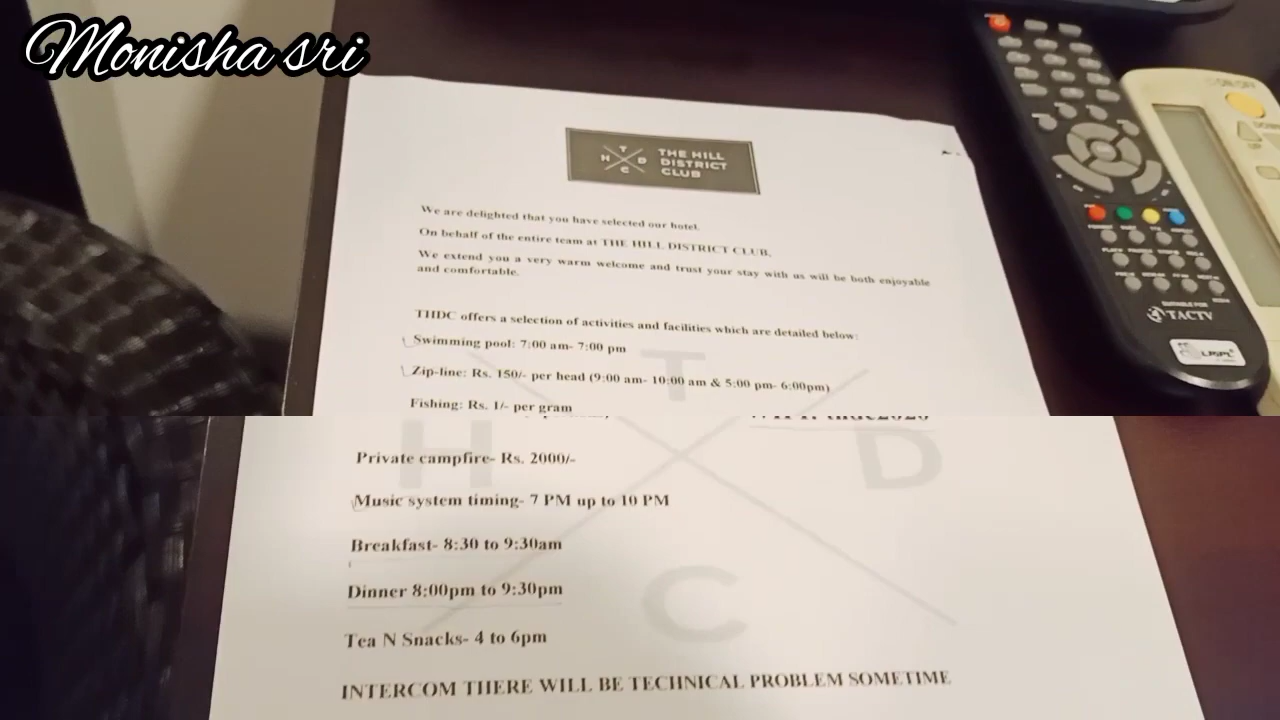 Monisha sri
T
H D
C
THE HILL
DISTRICT
CLUB
We are delighted that you have selected our hotel.
On behalf of the entire team at THE HILL DISTRICT CLUB,
We extend you a very warm welcome and trust your stay with us will be both enjoyable
and comfortable.
THDC offers a selection of activities and facilities which are detailed below:
Swimming pool: 7:00 am- 7:00 pm
Zip-line: Rs. 150/- per head (9:00 am- 10:00 am & 5:00 pm- 6:00pm)
Fishing: Rs. 1/- per gram
Private campfire- Rs. 2000/-
Music system timing- 7 PM up to 10 PM
Breakfast- 8:30 to 9:30am
Dinner 8:00pm to 9:30pm
Tea N Snacks- 4 to 6pm
INTERCOM THERE WILL BE TECHNICAL PROBLEM SOMETIME
T
H D
C
SUITABLE FOR
TACTV
ON/OFF
UP